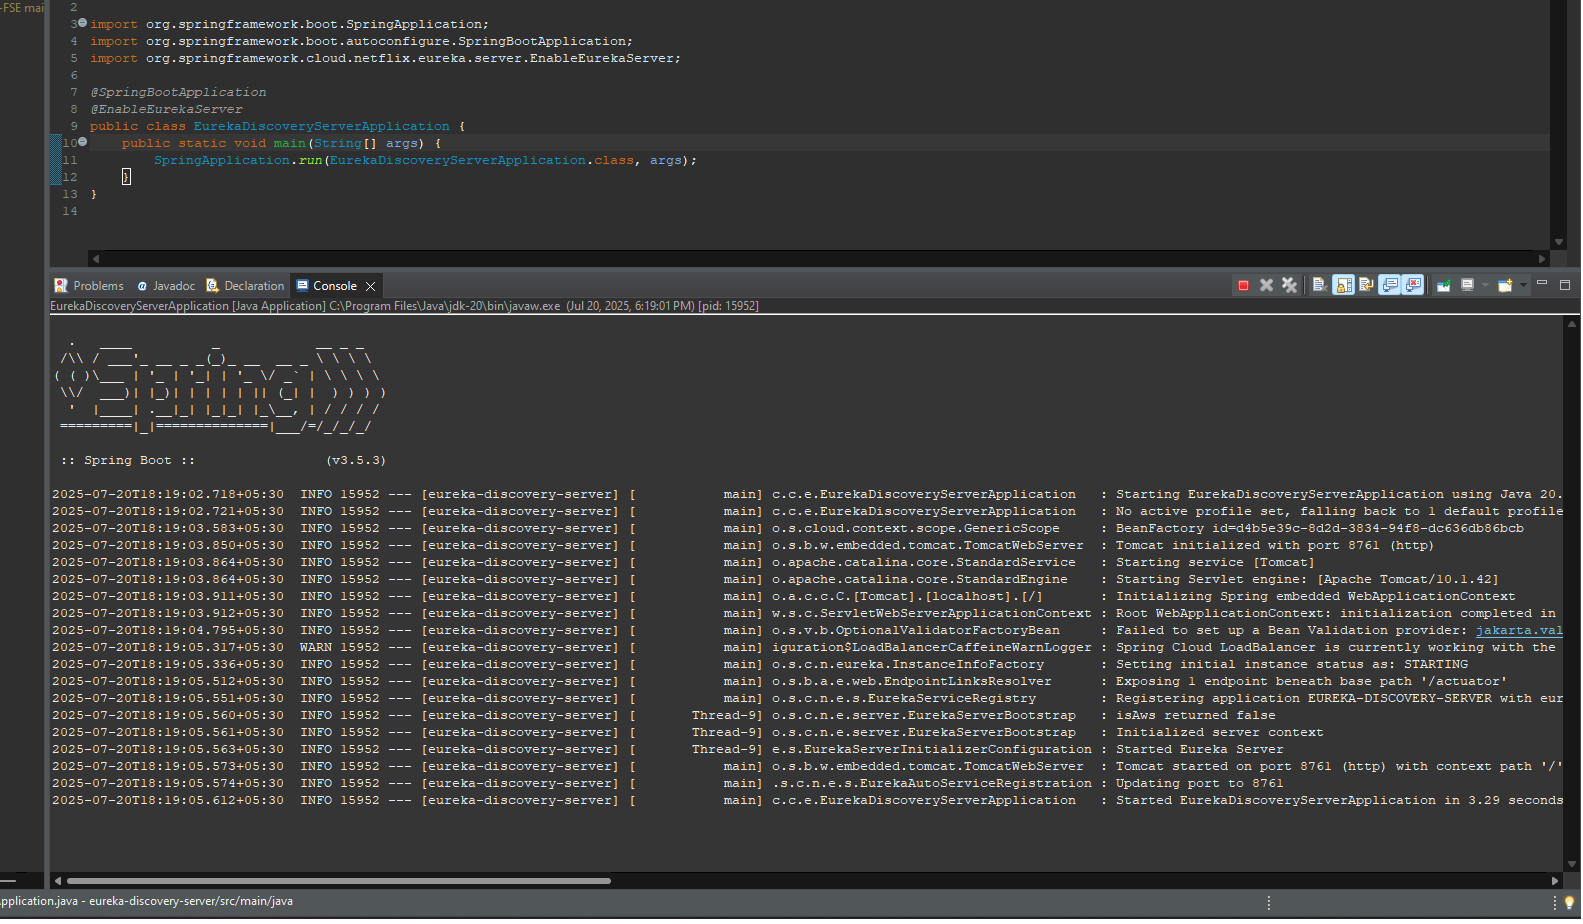 -FSE mai
2
3 import org.springframework.boot.SpringApplication;
4 import org.springframework.boot.autoconfigure.SpringBootApplication;
5 import org.springframework.cloud.netflix.eureka.server.EnableEurekaServer;
6
7 @SpringBootApplication
8 @EnableEurekaServer
9 public class EurekaDiscoveryServerApplication {
10 public static void main(String[] args) {
11 SpringApplication.run(EurekaDiscoveryServerApplication.class, args);
12 }
13 }
14
Problems @ Javadoc Declaration Console
EurekaDiscoveryServerApplication [Java Application] C:\Program Files\Java\jdk-20\bin\javaw.exe (Jul 20, 2025, 6:19:01 PM) [pid: 15952]
  .   ____          _            __ _ _
 /\\ / ___'_ __ _ _(_)_ __  __ _ \ \ \ \
( ( )\___ | '_ | '_| | '_ \/ _` | \ \ \ \
 \\/  ___)| |_)| | | | | || (_| |  ) ) ) )
  '  |____| .__|_| |_|_| |_\__, | / / / /
 =========|_|==============|___/=/_/_/_/
 :: Spring Boot ::                (v3.5.3)
2025-07-20T18:19:02.718+05:30  INFO 15952 --- [eureka-discovery-server] [           main] c.c.e.EurekaDiscoveryServerApplication   : Starting EurekaDiscoveryServerApplication using Java 20.
2025-07-20T18:19:02.721+05:30  INFO 15952 --- [eureka-discovery-server] [           main] c.c.e.EurekaDiscoveryServerApplication   : No active profile set, falling back to 1 default profile
2025-07-20T18:19:03.583+05:30  INFO 15952 --- [eureka-discovery-server] [           main] o.s.cloud.context.scope.GenericScope     : BeanFactory id=d4b5e39c-8d2d-3834-94f8-dc636db86bcb
2025-07-20T18:19:03.850+05:30  INFO 15952 --- [eureka-discovery-server] [           main] o.s.b.w.embedded.tomcat.TomcatWebServer  : Tomcat initialized with port 8761 (http)
2025-07-20T18:19:03.864+05:30  INFO 15952 --- [eureka-discovery-server] [           main] o.apache.catalina.core.StandardService   : Starting service [Tomcat]
2025-07-20T18:19:03.864+05:30  INFO 15952 --- [eureka-discovery-server] [           main] o.apache.catalina.core.StandardEngine    : Starting Servlet engine: [Apache Tomcat/10.1.42]
2025-07-20T18:19:03.911+05:30  INFO 15952 --- [eureka-discovery-server] [           main] o.a.c.c.C.[Tomcat].[localhost].[/]       : Initializing Spring embedded WebApplicationContext
2025-07-20T18:19:03.912+05:30  INFO 15952 --- [eureka-discovery-server] [           main] w.s.c.ServletWebServerApplicationContext : Root WebApplicationContext: initialization completed in
2025-07-20T18:19:04.795+05:30  INFO 15952 --- [eureka-discovery-server] [           main] o.s.v.b.OptionalValidatorFactoryBean     : Failed to set up a Bean Validation provider: jakarta.val
2025-07-20T18:19:05.317+05:30  WARN 15952 --- [eureka-discovery-server] [           main] iguration$LoadBalancerCaffeineWarnLogger : Spring Cloud LoadBalancer is currently working with the
2025-07-20T18:19:05.336+05:30  INFO 15952 --- [eureka-discovery-server] [           main] o.s.c.n.eureka.InstanceInfoFactory       : Setting initial instance status as: STARTING
2025-07-20T18:19:05.512+05:30  INFO 15952 --- [eureka-discovery-server] [           main] o.s.b.a.e.web.EndpointLinksResolver      : Exposing 1 endpoint beneath base path '/actuator'
2025-07-20T18:19:05.551+05:30  INFO 15952 --- [eureka-discovery-server] [           main] o.s.c.n.e.s.EurekaServiceRegistry        : Registering application EUREKA-DISCOVERY-SERVER with eur
2025-07-20T18:19:05.560+05:30  INFO 15952 --- [eureka-discovery-server] [       Thread-9] o.s.c.n.e.server.EurekaServerBootstrap   : isAws returned false
2025-07-20T18:19:05.561+05:30  INFO 15952 --- [eureka-discovery-server] [       Thread-9] o.s.c.n.e.server.EurekaServerBootstrap   : Initialized server context
2025-07-20T18:19:05.563+05:30  INFO 15952 --- [eureka-discovery-server] [       Thread-9] e.s.EurekaServerInitializerConfiguration : Started Eureka Server
2025-07-20T18:19:05.573+05:30  INFO 15952 --- [eureka-discovery-server] [           main] o.s.b.w.embedded.tomcat.TomcatWebServer  : Tomcat started on port 8761 (http) with context path '/'
2025-07-20T18:19:05.574+05:30  INFO 15952 --- [eureka-discovery-server] [           main] .s.c.n.e.s.EurekaAutoServiceRegistration : Updating port to 8761
2025-07-20T18:19:05.612+05:30  INFO 15952 --- [eureka-discovery-server] [           main] c.c.e.EurekaDiscoveryServerApplication   : Started EurekaDiscoveryServerApplication in 3.29 seconds
pplication.java - eureka-discovery-server/src/main/java